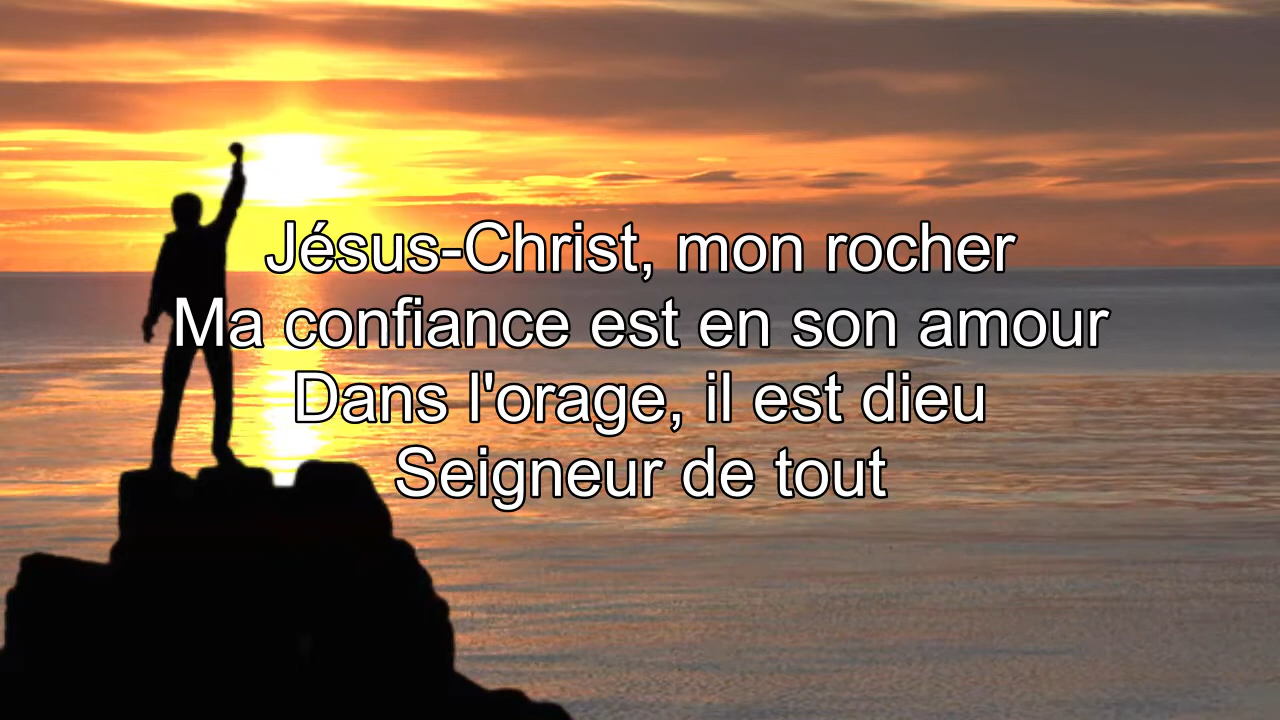 Jésus-Christ, mon rocher
Ma confiance est en son amour
Dans l'orage, il est dieu
Seigneur de tout